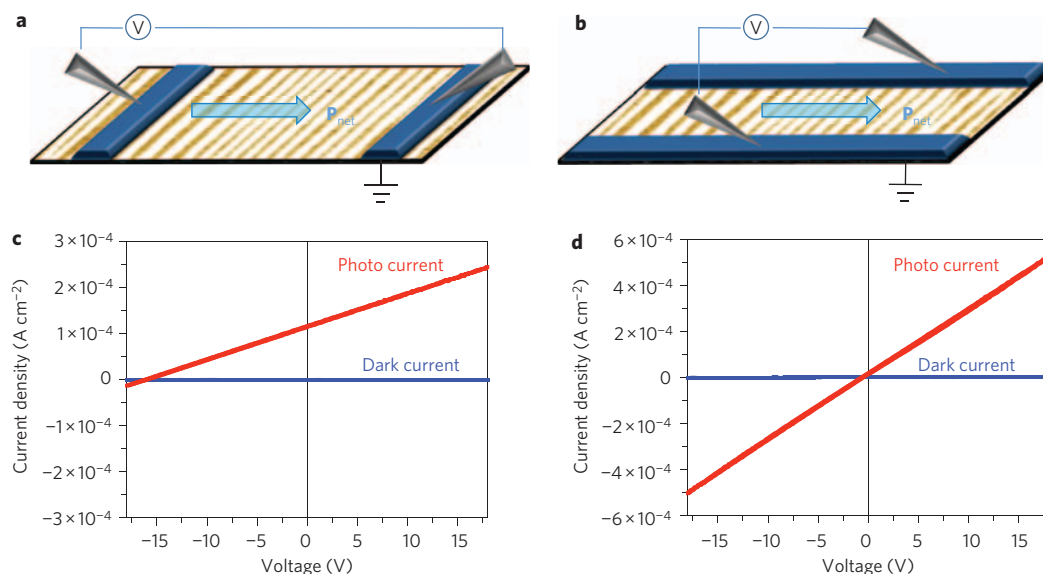 a
V
P net
b
V
P net
c
3 × 10⁻⁴
2 × 10⁻⁴
1 × 10⁻⁴
0
−1 × 10⁻⁴
−2 × 10⁻⁴
−3 × 10⁻⁴
Current density (A cm⁻²)
Photo current
Dark current
−15 −10 −5 0 5 10 15
Voltage (V)
d
6 × 10⁻⁴
4 × 10⁻⁴
2 × 10⁻⁴
0
−2 × 10⁻⁴
−4 × 10⁻⁴
−6 × 10⁻⁴
Current density (A cm⁻²)
Photo current
Dark current
−15 −10 −5 0 5 10 15
Voltage (V)